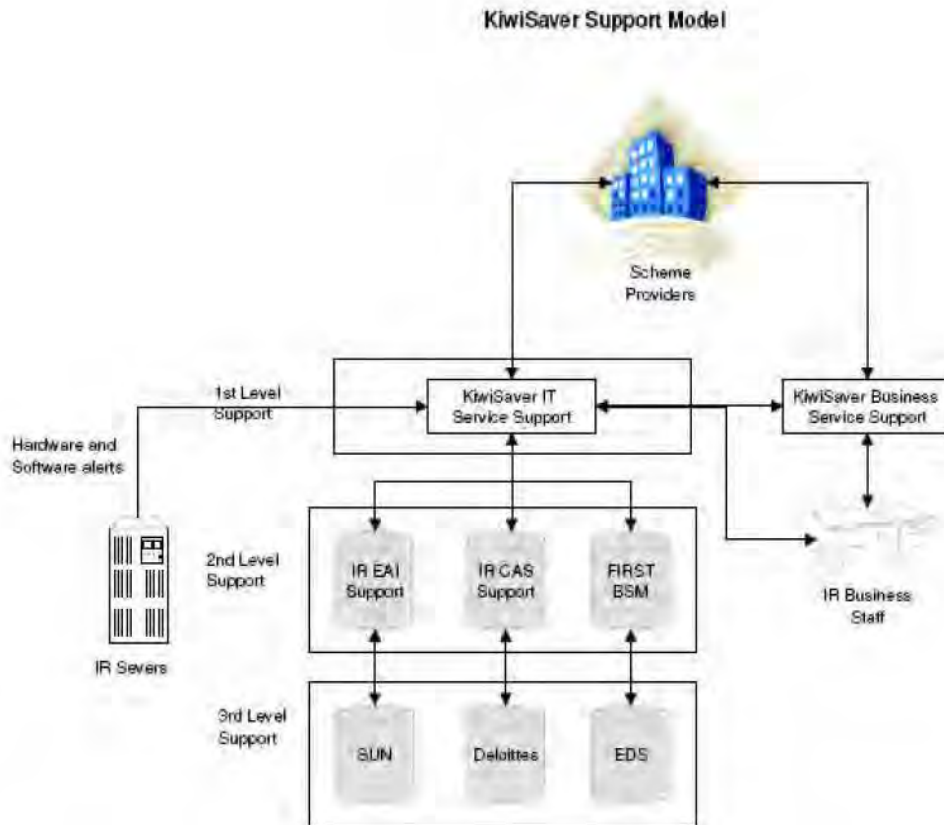 KiwiSaver Support Model
Scheme
Providers
1st Level
Support
KiwiSaver IT
Service Support
KiwiSaver Business
Service Support
Hardware and
Software alerts
2nd Level
Support
IR EAI
Support
IR CAS
Support
FIRST
BSM
IR Business
Staff
IR Severs
3rd Level
Support
SUN
Deloittes
EDS